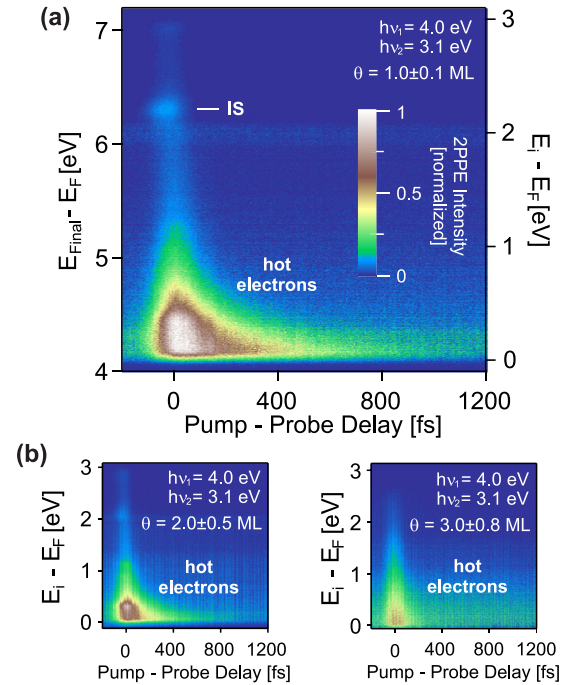 (a)
7
6
5
4
E_Final - E_F [eV]
hν₁= 4.0 eV
hν₂= 3.1 eV
θ = 1.0±0.1 ML
IS
1
0.5
0
2PPE Intensity
[normalized]
hot
electrons
3
2
1
0
E_i - E_F [eV]
0
400
800
1200
Pump - Probe Delay [fs]
(b)
3
2
1
0
E_i - E_F [eV]
hν₁= 4.0 eV
hν₂= 3.1 eV
θ = 2.0±0.5 ML
hot
electrons
0
400
800
1200
Pump - Probe Delay [fs]
3
2
1
0
E_i - E_F [eV]
hν₁= 4.0 eV
hν₂= 3.1 eV
θ = 3.0±0.8 ML
hot
electrons
0
400
800
1200
Pump - Probe Delay [fs]